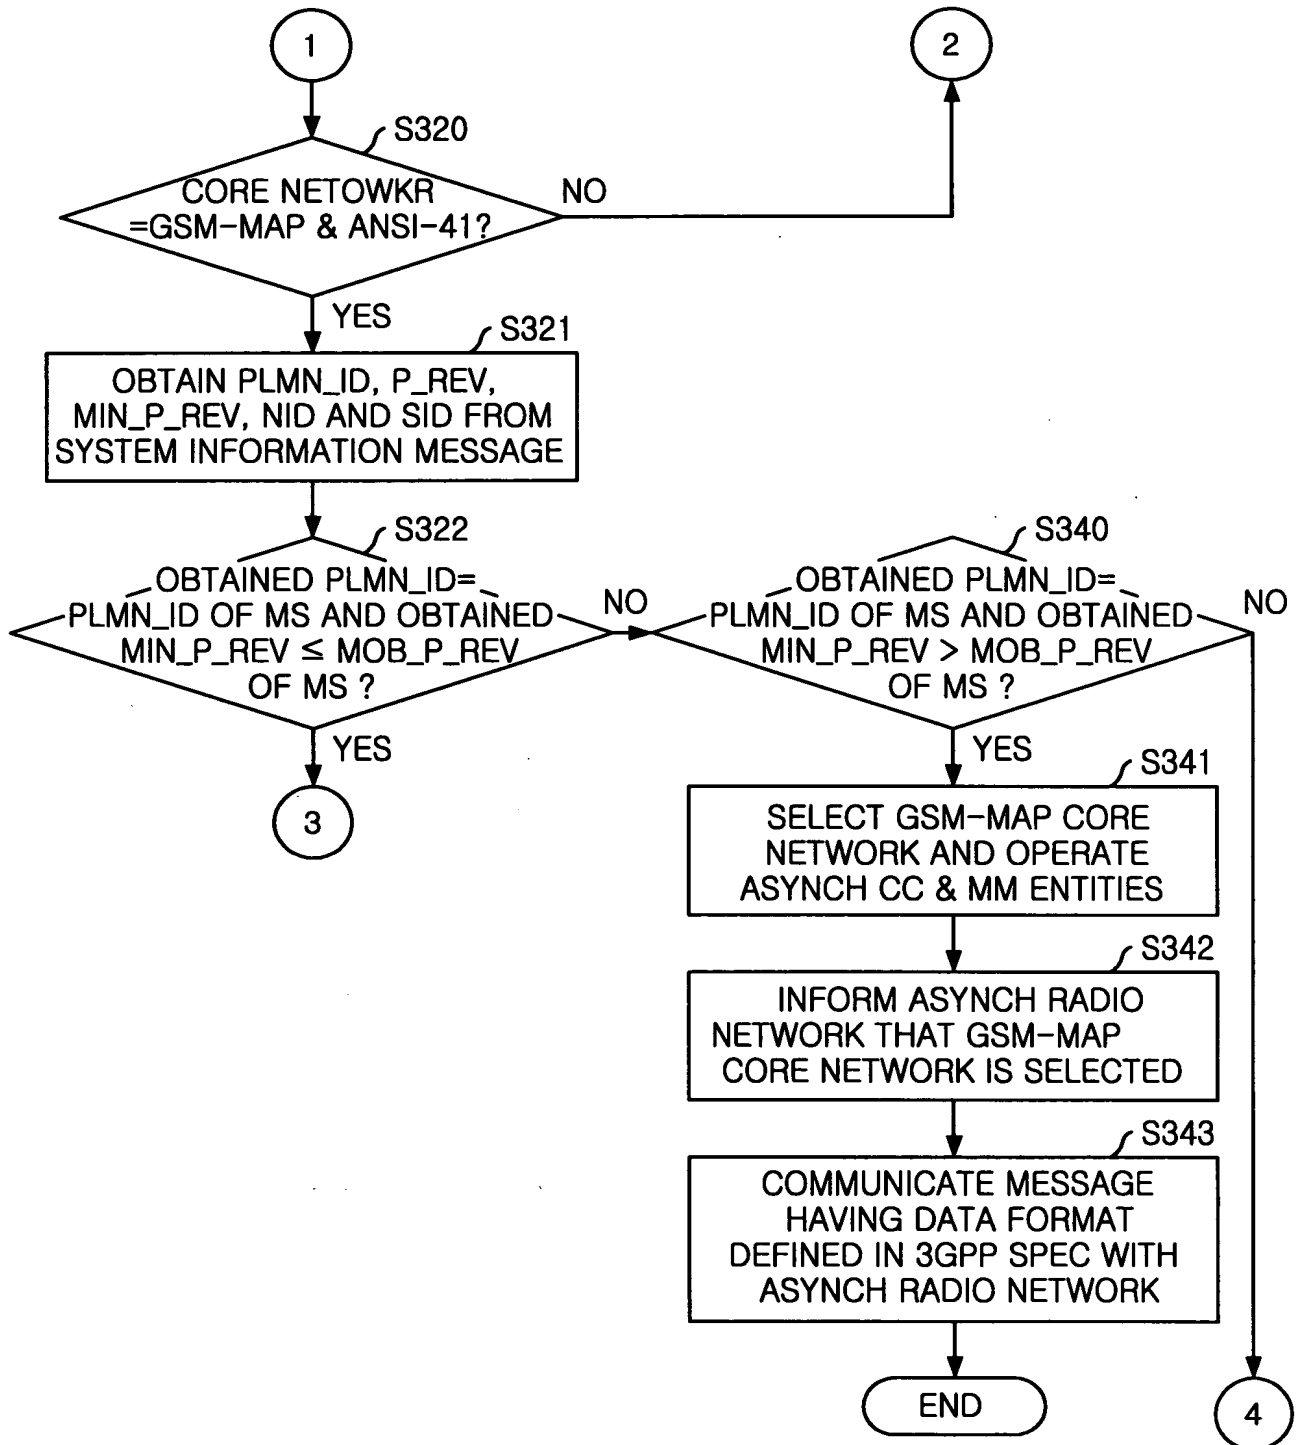 1
2
S320
CORE NETOWKR
=GSM-MAP & ANSI-41?
NO
YES
S321
OBTAIN PLMN_ID, P_REV,
MIN_P_REV, NID AND SID FROM
SYSTEM INFORMATION MESSAGE
S322
OBTAINED PLMN_ID=
PLMN_ID OF MS AND OBTAINED
MIN_P_REV ≤ MOB_P_REV
OF MS ?
NO
YES
3
S340
OBTAINED PLMN_ID=
PLMN_ID OF MS AND OBTAINED
MIN_P_REV > MOB_P_REV
OF MS ?
NO
YES
S341
SELECT GSM-MAP CORE
NETWORK AND OPERATE
ASYNCH CC & MM ENTITIES
S342
INFORM ASYNCH RADIO
NETWORK THAT GSM-MAP
CORE NETWORK IS SELECTED
S343
COMMUNICATE MESSAGE
HAVING DATA FORMAT
DEFINED IN 3GPP SPEC WITH
ASYNCH RADIO NETWORK
END
4